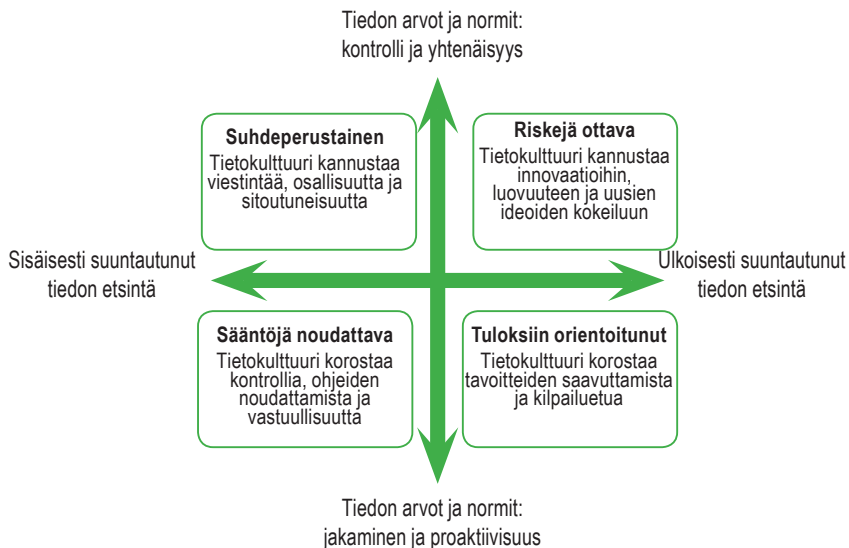 Tiedon arvot ja normit:
kontrolli ja yhtenäisyys
Suhdeperustainen
Tietokulttuuri kannustaa
viestintää, osallisuutta ja
sitoutuneisuutta
Riskejä ottava
Tietokulttuuri kannustaa
innovaatioihin,
luovuuteen ja uusien
ideoiden kokeiluun
Sisäisesti suuntautunut
tiedon etsintä
Ulkoisesti suuntautunut
tiedon etsintä
Sääntöjä noudattava
Tietokulttuuri korostaa
kontrollia, ohjeiden
noudattamista ja
vastuullisuutta
Tuloksiin orientoitunut
Tietokulttuuri korostaa
tavoitteiden saavuttamista
ja kilpailuetua
Tiedon arvot ja normit:
jakaminen ja proaktiivisuus